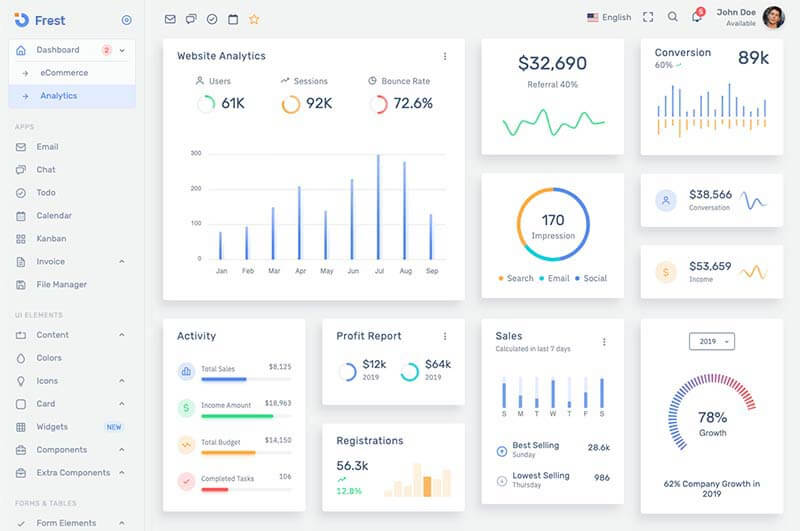 Frest
English
5
John Doe
Available
Dashboard 2
eCommerce
Analytics
APPS
Email
Chat
Todo
Calendar
Kanban
Invoice
File Manager
UI ELEMENTS
Content
Colors
Icons
Card
Widgets NEW
Components
Extra Components
FORMS & TABLES
Form Elements
Website Analytics
Users Sessions Bounce Rate
61K 92K 72.6%
300
200
100
0
Jan Feb Mar Apr May Jun Jul Aug Sep
$32,690
Referral 40%
Conversion
60%
89k
170
Impression
Search Email Social
$38,566
Conversation
$53,659
Income
Activity
Total Sales $8,125
Income Amount $18,963
Total Budget $14,150
Completed Tasks 106
Profit Report
$12k
2019
$64k
2019
Registrations
56.3k
12.8%
Sales
Calculated in last 7 days
S M T W T F S
Best Selling
Sunday
28.6k
Lowest Selling
Thursday
986
2019
78%
Growth
62% Company Growth in
2019